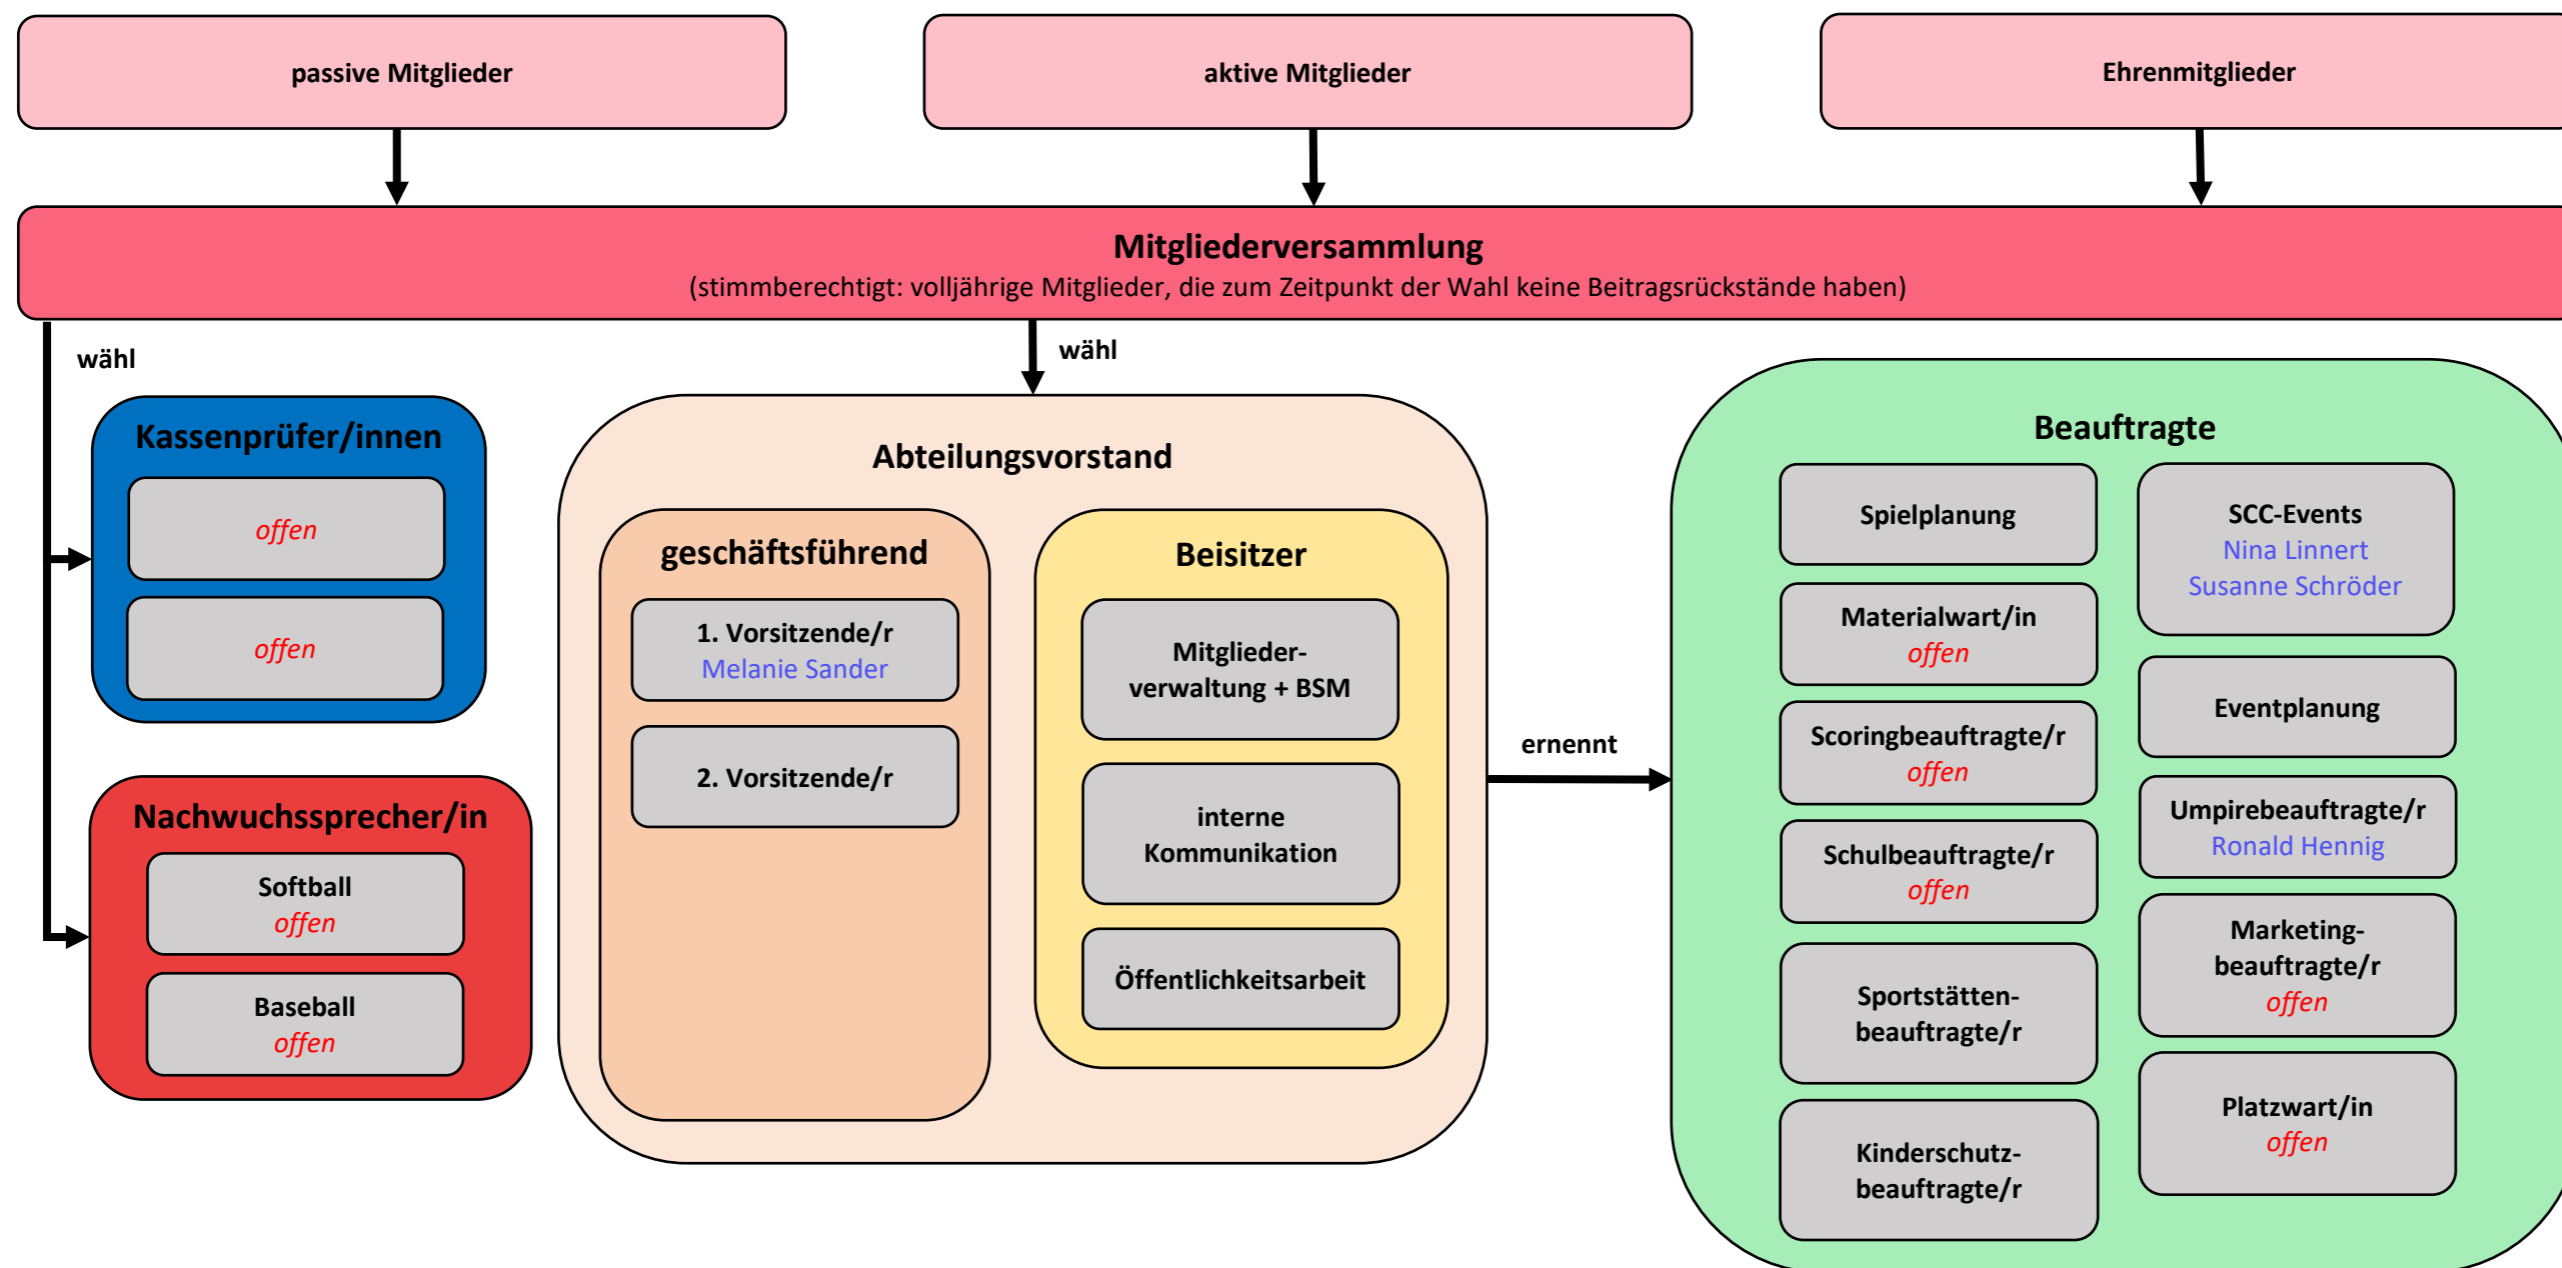 passive Mitglieder
aktive Mitglieder
Ehrenmitglieder
Mitgliederversammlung
(stimmberechtigt: volljährige Mitglieder, die zum Zeitpunkt der Wahl keine Beitragsrückstände haben)
wähl
wähl
Kassenprüfer/innen
offen
offen
Nachwuchssprecher/in
Softball
offen
Baseball
offen
Abteilungsvorstand
geschäftsführend
1. Vorsitzende/r
Melanie Sander
2. Vorsitzende/r
Beisitzer
Mitglieder-
verwaltung + BSM
interne
Kommunikation
Öffentlichkeitsarbeit
ernennt
Beauftragte
Spielplanung
Materialwart/in
offen
Scoringbeauftragte/r
offen
Schulbeauftragte/r
offen
Sportstätten-
beauftragte/r
Kinderschutz-
beauftragte/r
SCC-Events
Nina Linnert
Susanne Schröder
Eventplanung
Umpirebeauftragte/r
Ronald Hennig
Marketing-
beauftragte/r
offen
Platzwart/in
offen